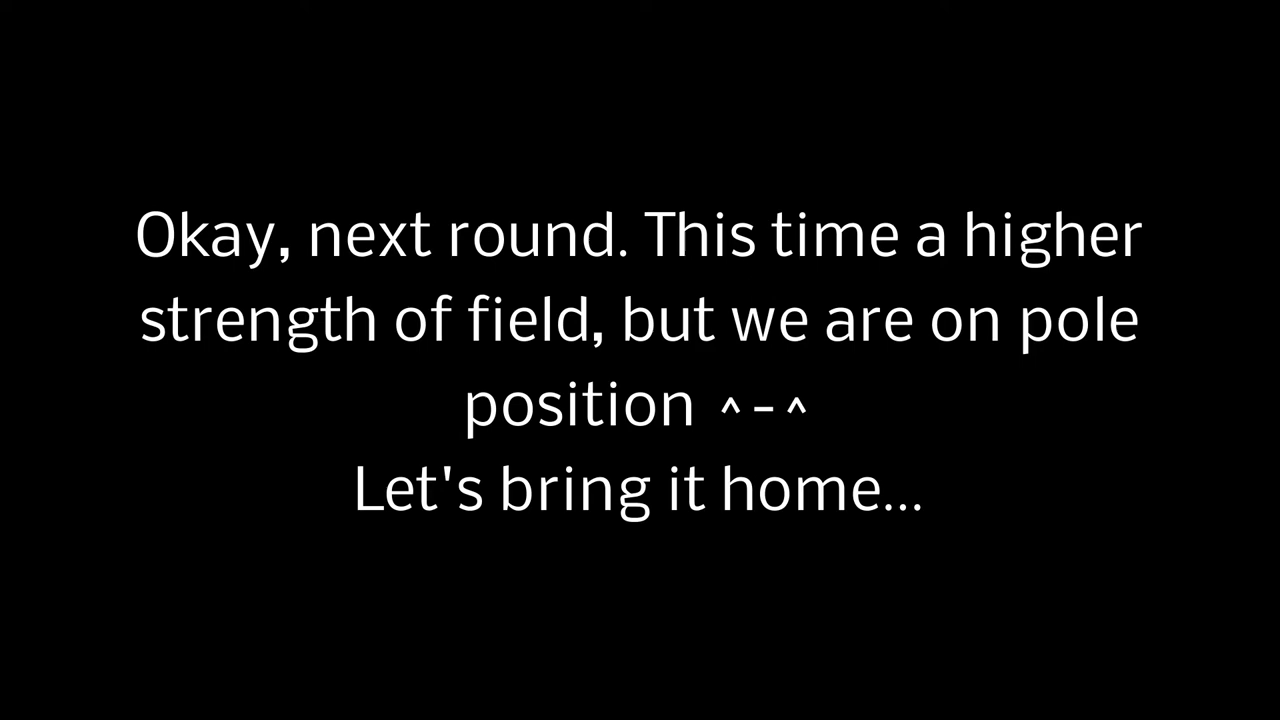 Okay, next round. This time a higher
strength of field, but we are on pole
position ^-^
Let's bring it home...